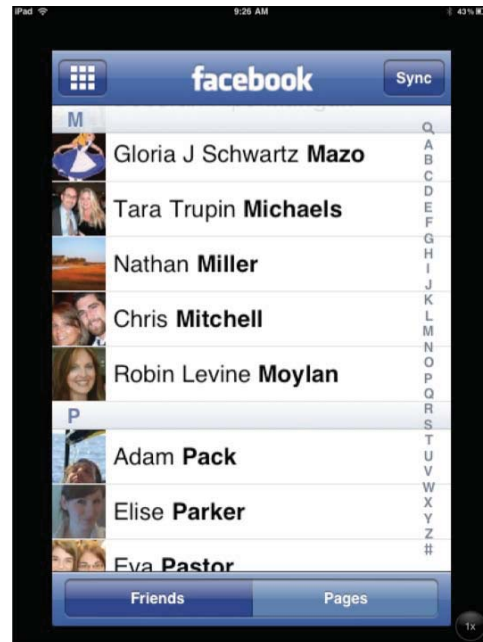 iPad 9:26 AM 43%
facebook Sync
M
Gloria J Schwartz Mazo
Tara Trupin Michaels
Nathan Miller
Chris Mitchell
Robin Levine Moylan
P
Adam Pack
Elise Parker
Eva Pastor
Friends Pages
A
B
C
D
E
F
G
H
I
J
K
L
M
N
O
P
Q
R
S
T
U
V
W
X
Y
Z
#
1x